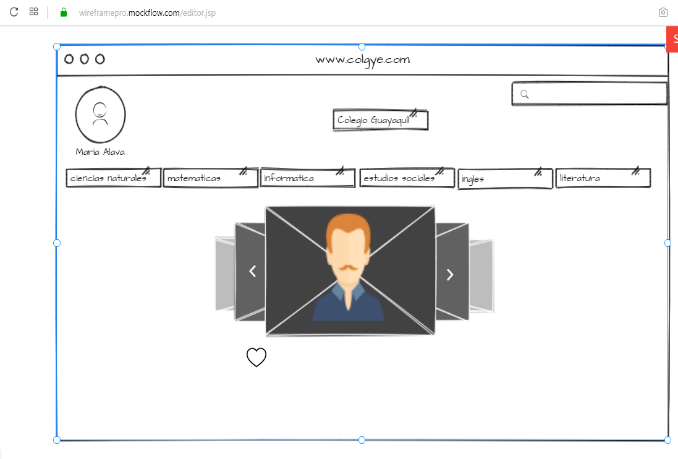 wireframepro.mockflow.com/editor.jsp
www.colgye.com
Colegio Guayaquil
Maria Alava
ciencias naturales
matematicas
informatica
estudios sociales
ingles
literatura